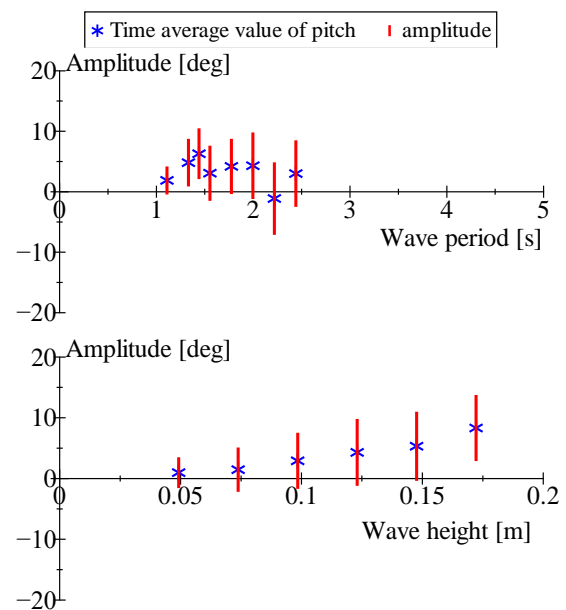 Time average value of pitch amplitude
Amplitude [deg]
20
10
0
−10
−20
0 1 2 3 4 5
Wave period [s]
Amplitude [deg]
20
10
0
−10
−20
0 0.05 0.1 0.15 0.2
Wave height [m]